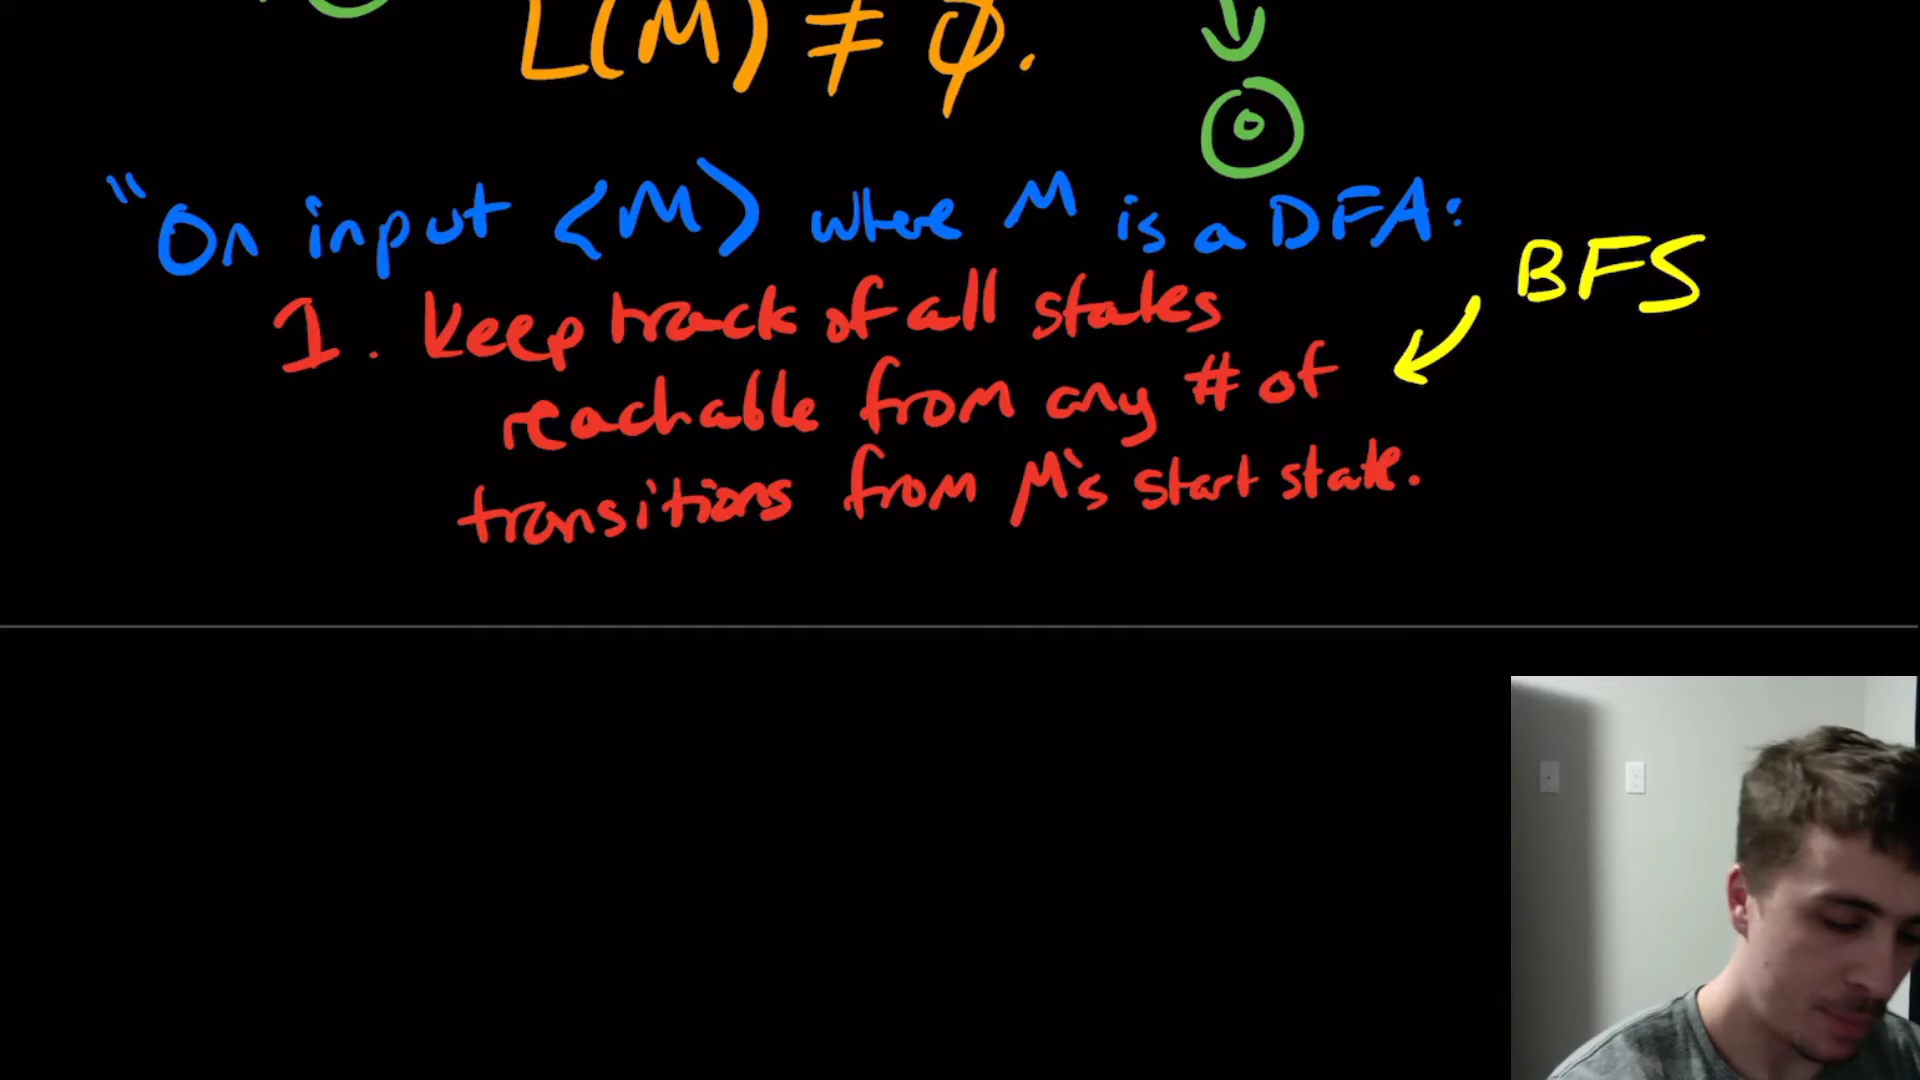 L(M) ≠ ∅.
"On input <M> where M is a DFA:
BFS
1. Keep track of all states
reachable from any # of
transitions from M's start state.